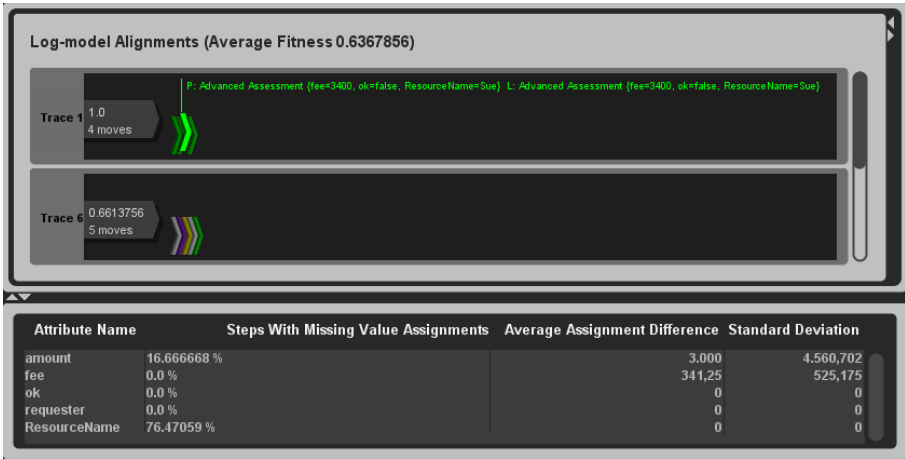 Log-model Alignments (Average Fitness 0.6367856)
P: Advanced Assessment {fee=3400, ok=false, ResourceName=Sue} L: Advanced Assessment {fee=3400, ok=false, ResourceName=Sue}
Trace 1 1.0
4 moves
Trace 6 0.6613756
5 moves
Attribute Name Steps With Missing Value Assignments Average Assignment Difference Standard Deviation
amount 16.666668 % 3.000 4.560,702
fee 0.0 % 341,25 525,175
ok 0.0 % 0 0
requester 0.0 % 0 0
ResourceName 76.47059 % 0 0